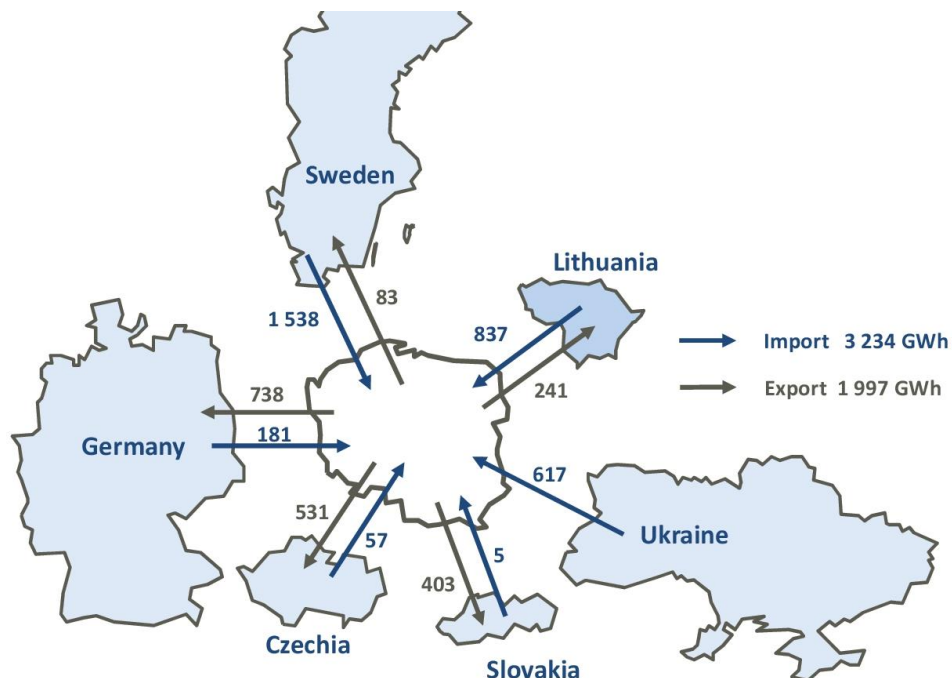 Sweden
83
1 538
Lithuania
837
241
Import 3 234 GWh
Export 1 997 GWh
738
181
Germany
617
Ukraine
531
57
5
403
Czechia
Slovakia